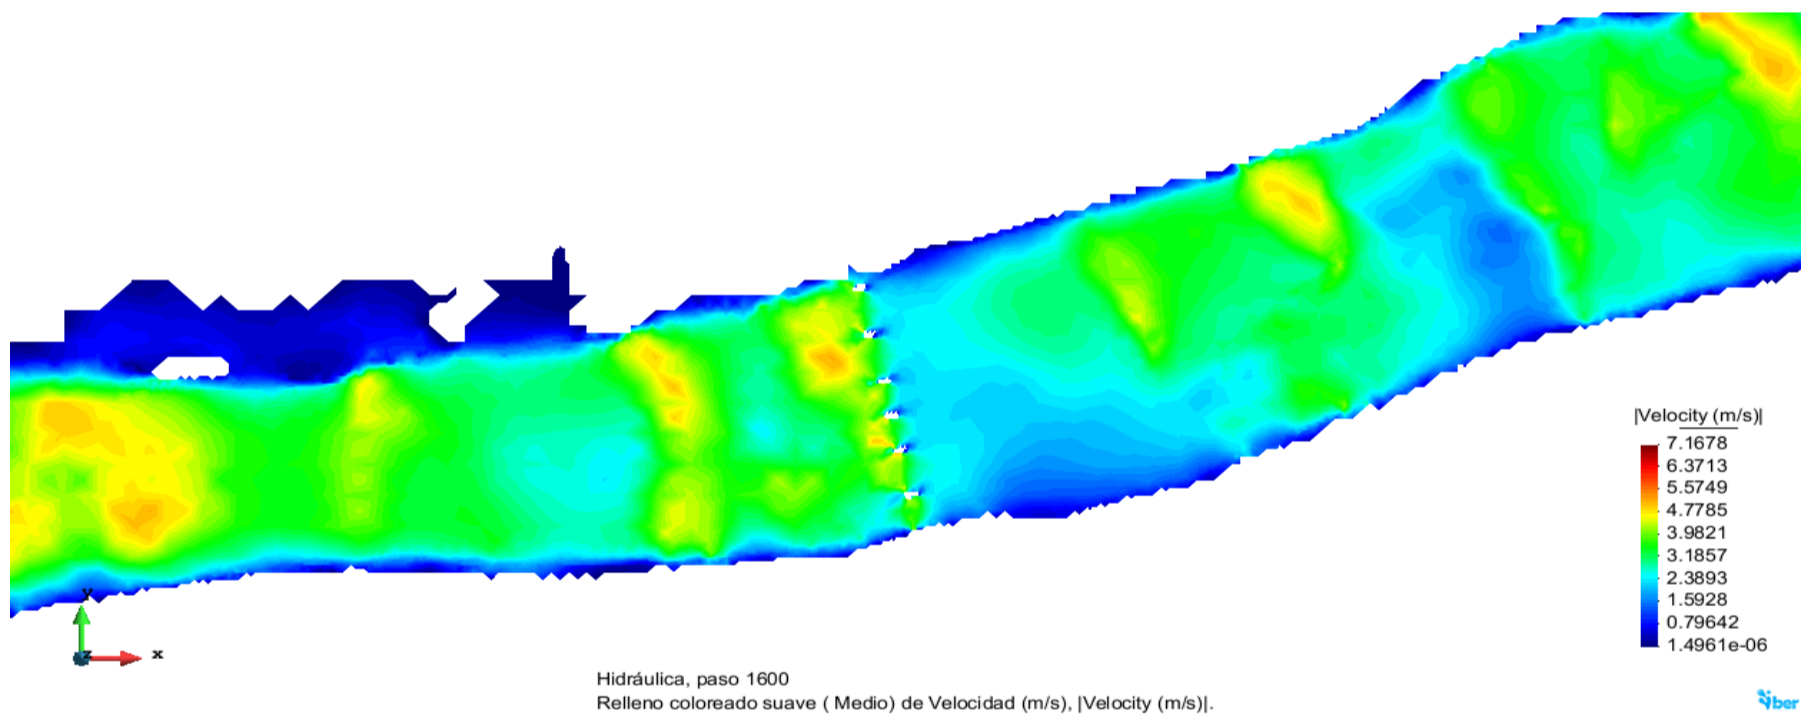 |Velocity (m/s)|
7.1678
6.3713
5.5749
4.7785
3.9821
3.1857
2.3893
1.5928
0.79642
1.4961e-06
y
z
x
Hidráulica, paso 1600
Relleno coloreado suave ( Medio) de Velocidad (m/s), |Velocity (m/s)|.
iber